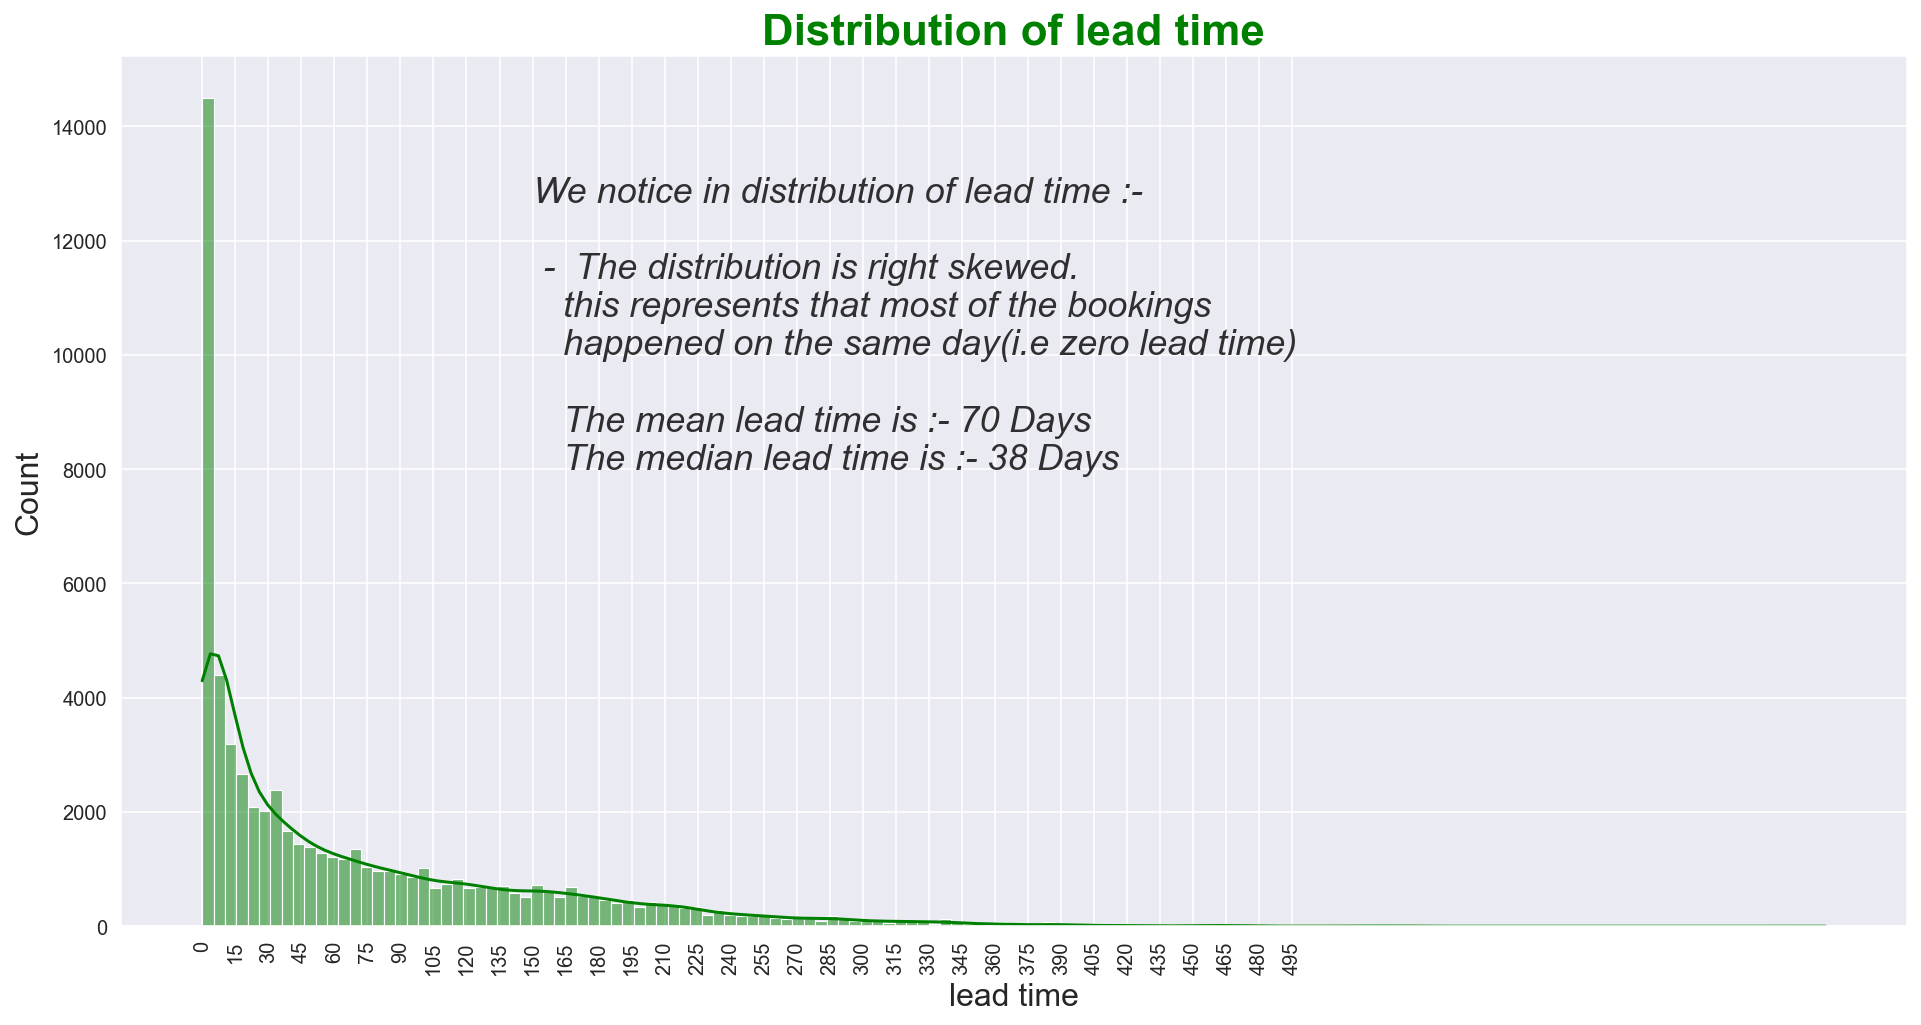 Distribution of lead time
14000
12000
10000
8000
6000
4000
2000
0
Count
We notice in distribution of lead time :-
- The distribution is right skewed.
this represents that most of the bookings
happened on the same day(i.e zero lead time)
The mean lead time is :- 70 Days
The median lead time is :- 38 Days
0 15 30 45 60 75 90 105 120 135 150 165 180 195 210 225 240 255 270 285 300 315 330 345 360 375 390 405 420 435 450 465 480 495
lead time